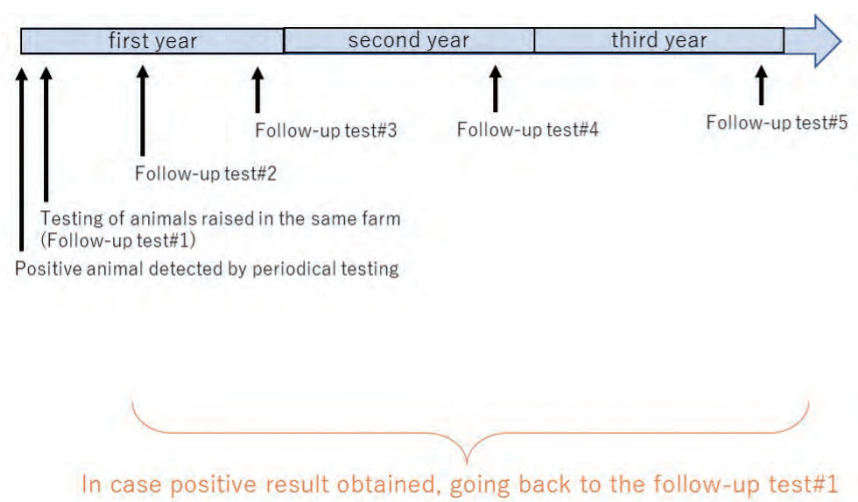 first year
second year
third year
Follow-up test#3
Follow-up test#4
Follow-up test#5
Follow-up test#2
Testing of animals raised in the same farm
(Follow-up test#1)
Positive animal detected by periodical testing
In case positive result obtained, going back to the follow-up test#1